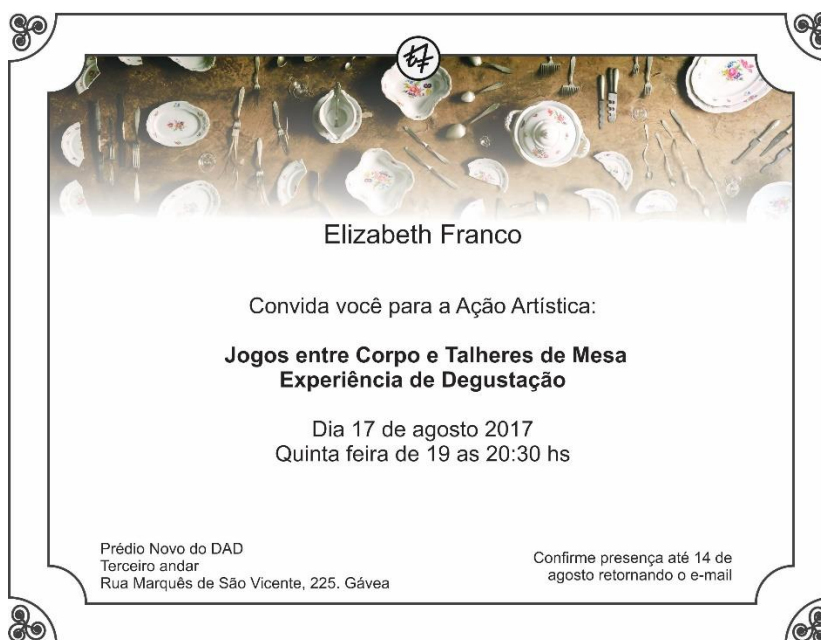 Elizabeth Franco
Convida você para a Ação Artística:
Jogos entre Corpo e Talheres de Mesa
Experiência de Degustação
Dia 17 de agosto 2017
Quinta feira de 19 as 20:30 hs
Prédio Novo do DAD
Terceiro andar
Rua Marquês de São Vicente, 225. Gávea
Confirme presença até 14 de
agosto retornando o e-mail